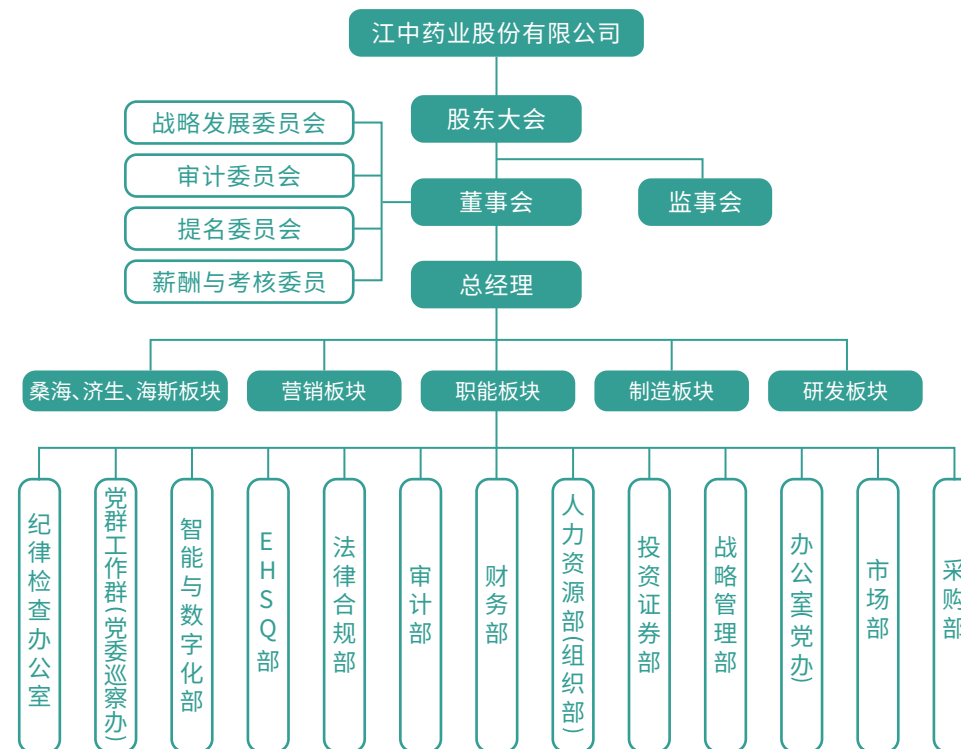 江中药业股份有限公司
股东大会
战略发展委员会
审计委员会
提名委员会
薪酬与考核委员
董事会
监事会
总经理
桑海、济生、海斯板块
营销板块
职能板块
制造板块
研发板块
纪律检查办公室
党群工作群(党委巡察办)
智能与数字化部
EHSQ部
法律合规部
审计部
财务部
人力资源部(组织部)
投资证券部
战略管理部
办公室(党办)
市场部
采购部